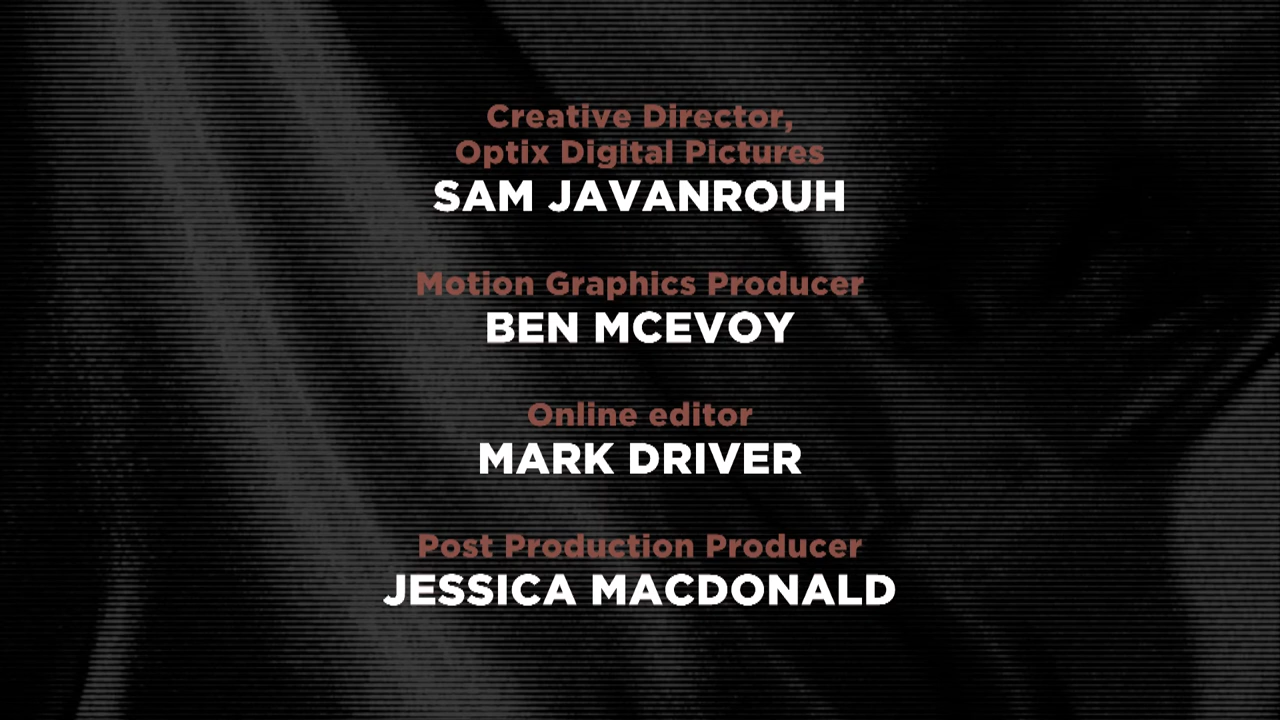 Creative Director,
Optix Digital Pictures
SAM JAVANROUH
Motion Graphics Producer
BEN MCEVOY
Online editor
MARK DRIVER
Post Production Producer
JESSICA MACDONALD